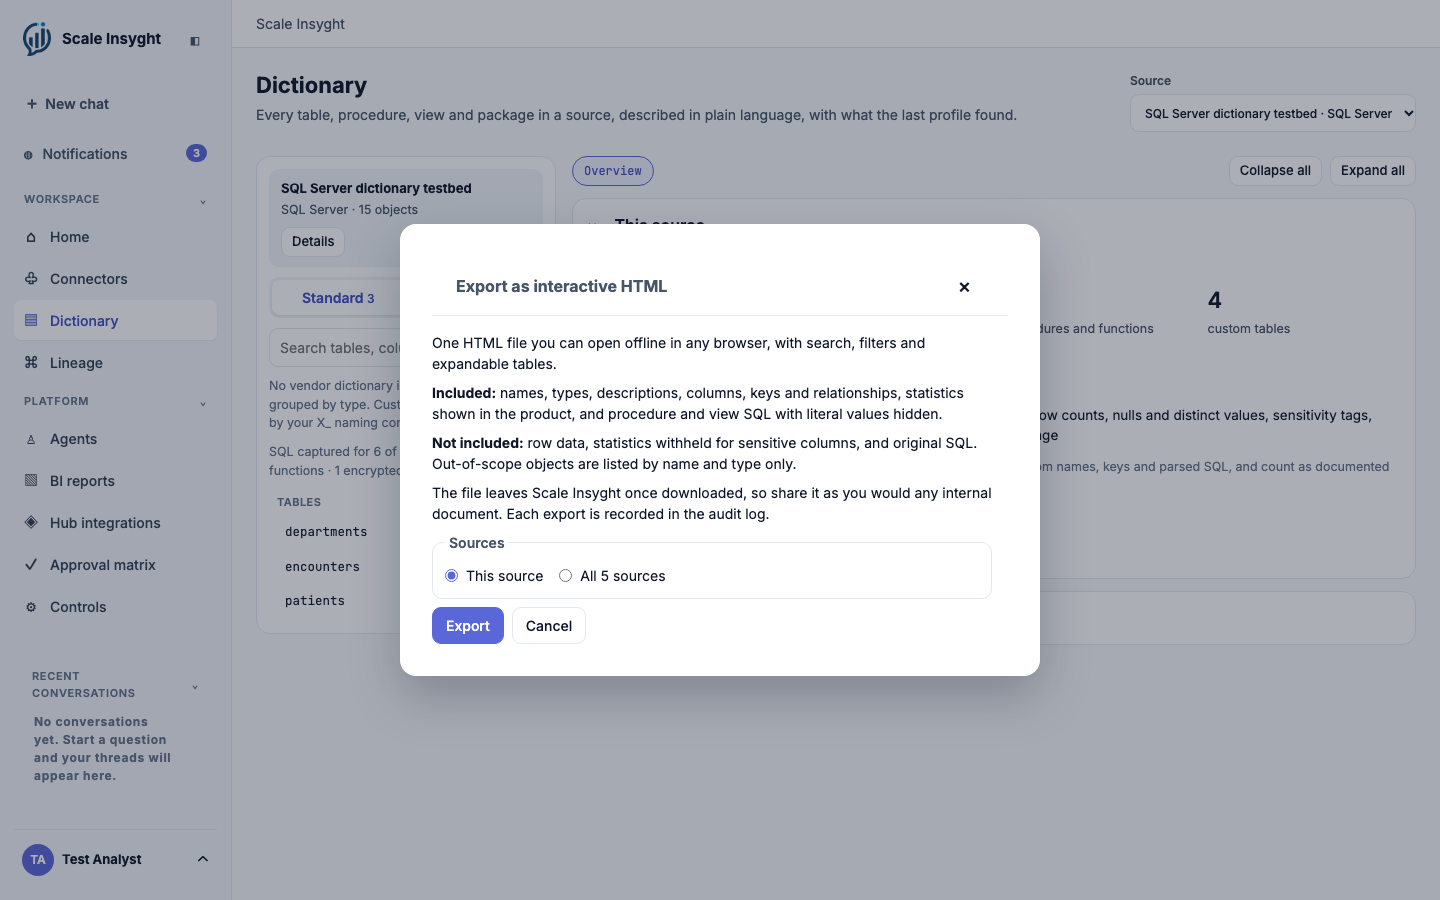 Scale Insyght
Scale Insyght
+ New chat
Notifications 3
WORKSPACE
Home
Connectors
Dictionary
Lineage
PLATFORM
Agents
BI reports
Hub integrations
Approval matrix
Controls
RECENT
CONVERSATIONS
No conversations
yet. Start a question
and your threads will
appear here.
TA Test Analyst
Dictionary
Every table, procedure, view and package in a source, described in plain language, with what the last profile found.
Source
SQL Server dictionary testbed · SQL Server
SQL Server dictionary testbed
SQL Server · 15 objects
Details
Standard 3
Search tables,
No vendor dictionary
grouped by type.
by your X_ naming
SQL captured for 6 of
functions · 1 encrypted
TABLES
departments
encounters
patients
Overview
Collapse all
Expand all
This source
4
and functions
custom tables
counts, nulls and distinct values, sensitivity tags,
names, keys and parsed SQL, and count as documented
Export as interactive HTML
×
One HTML file you can open offline in any browser, with search, filters and
expandable tables.
Included: names, types, descriptions, columns, keys and relationships, statistics
shown in the product, and procedure and view SQL with literal values hidden.
Not included: row data, statistics withheld for sensitive columns, and original SQL.
Out-of-scope objects are listed by name and type only.
The file leaves Scale Insyght once downloaded, so share it as you would any internal
document. Each export is recorded in the audit log.
Sources
This source
All 5 sources
Export
Cancel